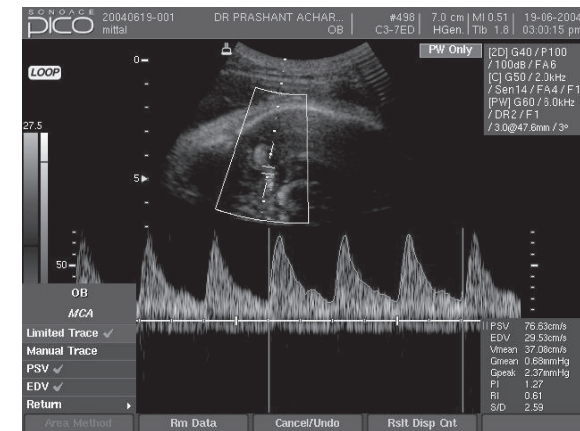 SONOACE
PICO
20040619-001
mittal
DR PRASHANT ACHAR...
OB
#498
C3-7ED
7.0 cm
HGen.
MI 0.51
TIb 1.8
19-06-2004
03:00:15 pm
PW Only
[2D] G40 / P100
/ 100dB / FA6
[C] G50 / 2.0kHz
/ Sen14 / FA4 / F1
[PW] G60 / 6.0kHz
/ DR2 / F1
/ 3.0@47.6mm / 3º
LOOP
0
27.5
5
50
OB
MCA
Limited Trace ✓
Manual Trace
PSV ✓
EDV ✓
Return
PSV 76.63cm/s
EDV 29.53cm/s
Vmean 37.08cm/s
Gmean 0.68mmHg
Gpeak 2.37mmHg
PI 1.27
RI 0.61
S/D 2.59
Area Method
Rm Data
Cancel/Undo
Rslt Disp Cnt